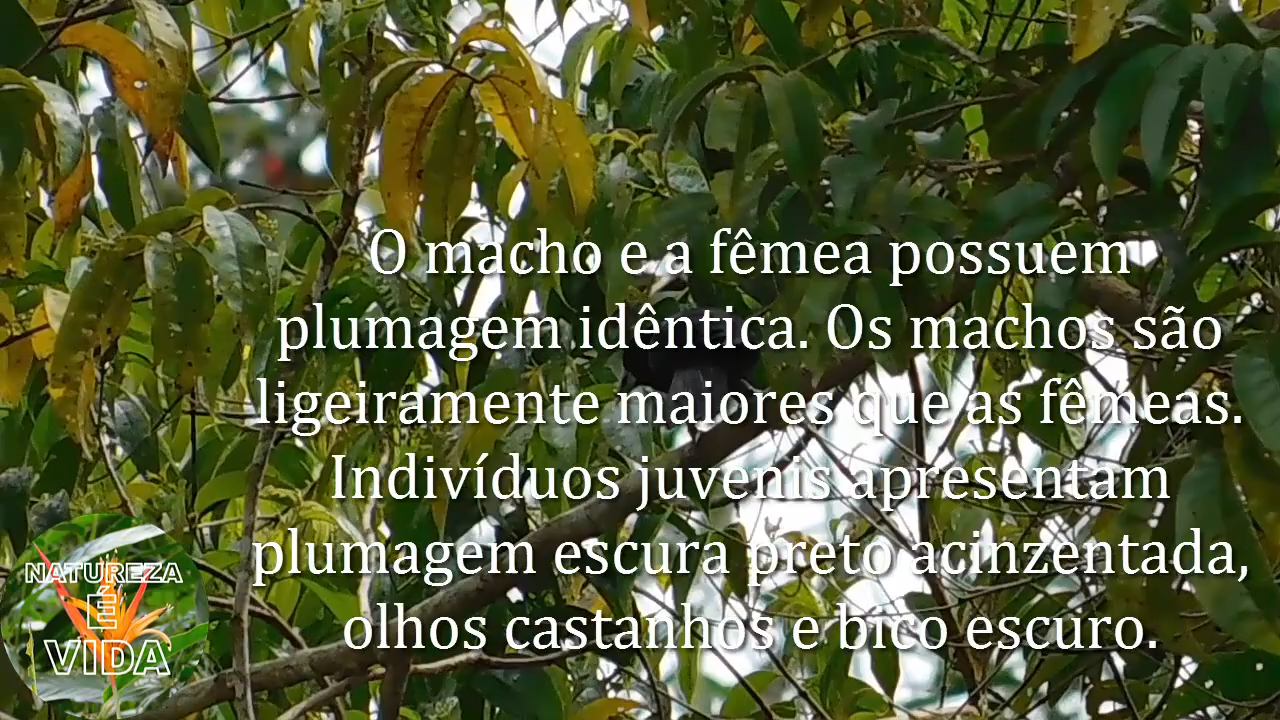 O macho e a fêmea possuem
plumagem idêntica. Os machos são
ligeiramente maiores que as fêmeas.
Indivíduos juvenis apresentam
plumagem escura preto acinzentada,
olhos castanhos e bico escuro.
NATUREZA
É
VIDA